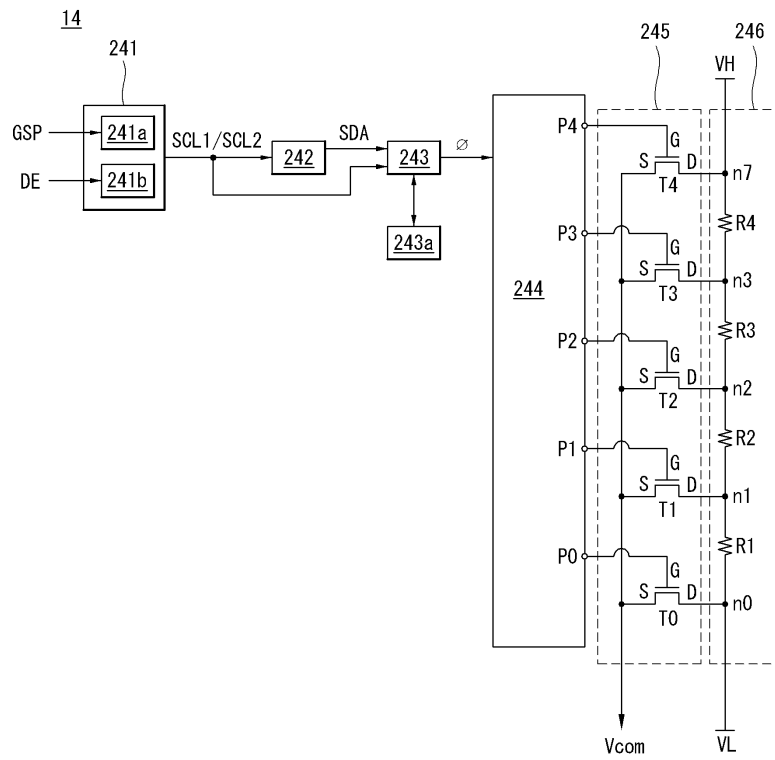 14
241
245
246
VH
GSP
241a
SCL1/SCL2
SDA
P4
G
S
D
n7
T4
DE
241b
242
243
ø
R4
243a
P3
G
S
D
n3
T3
244
R3
P2
G
S
D
n2
T2
R2
P1
G
S
D
n1
T1
R1
P0
G
S
D
n0
T0
Vcom
VL